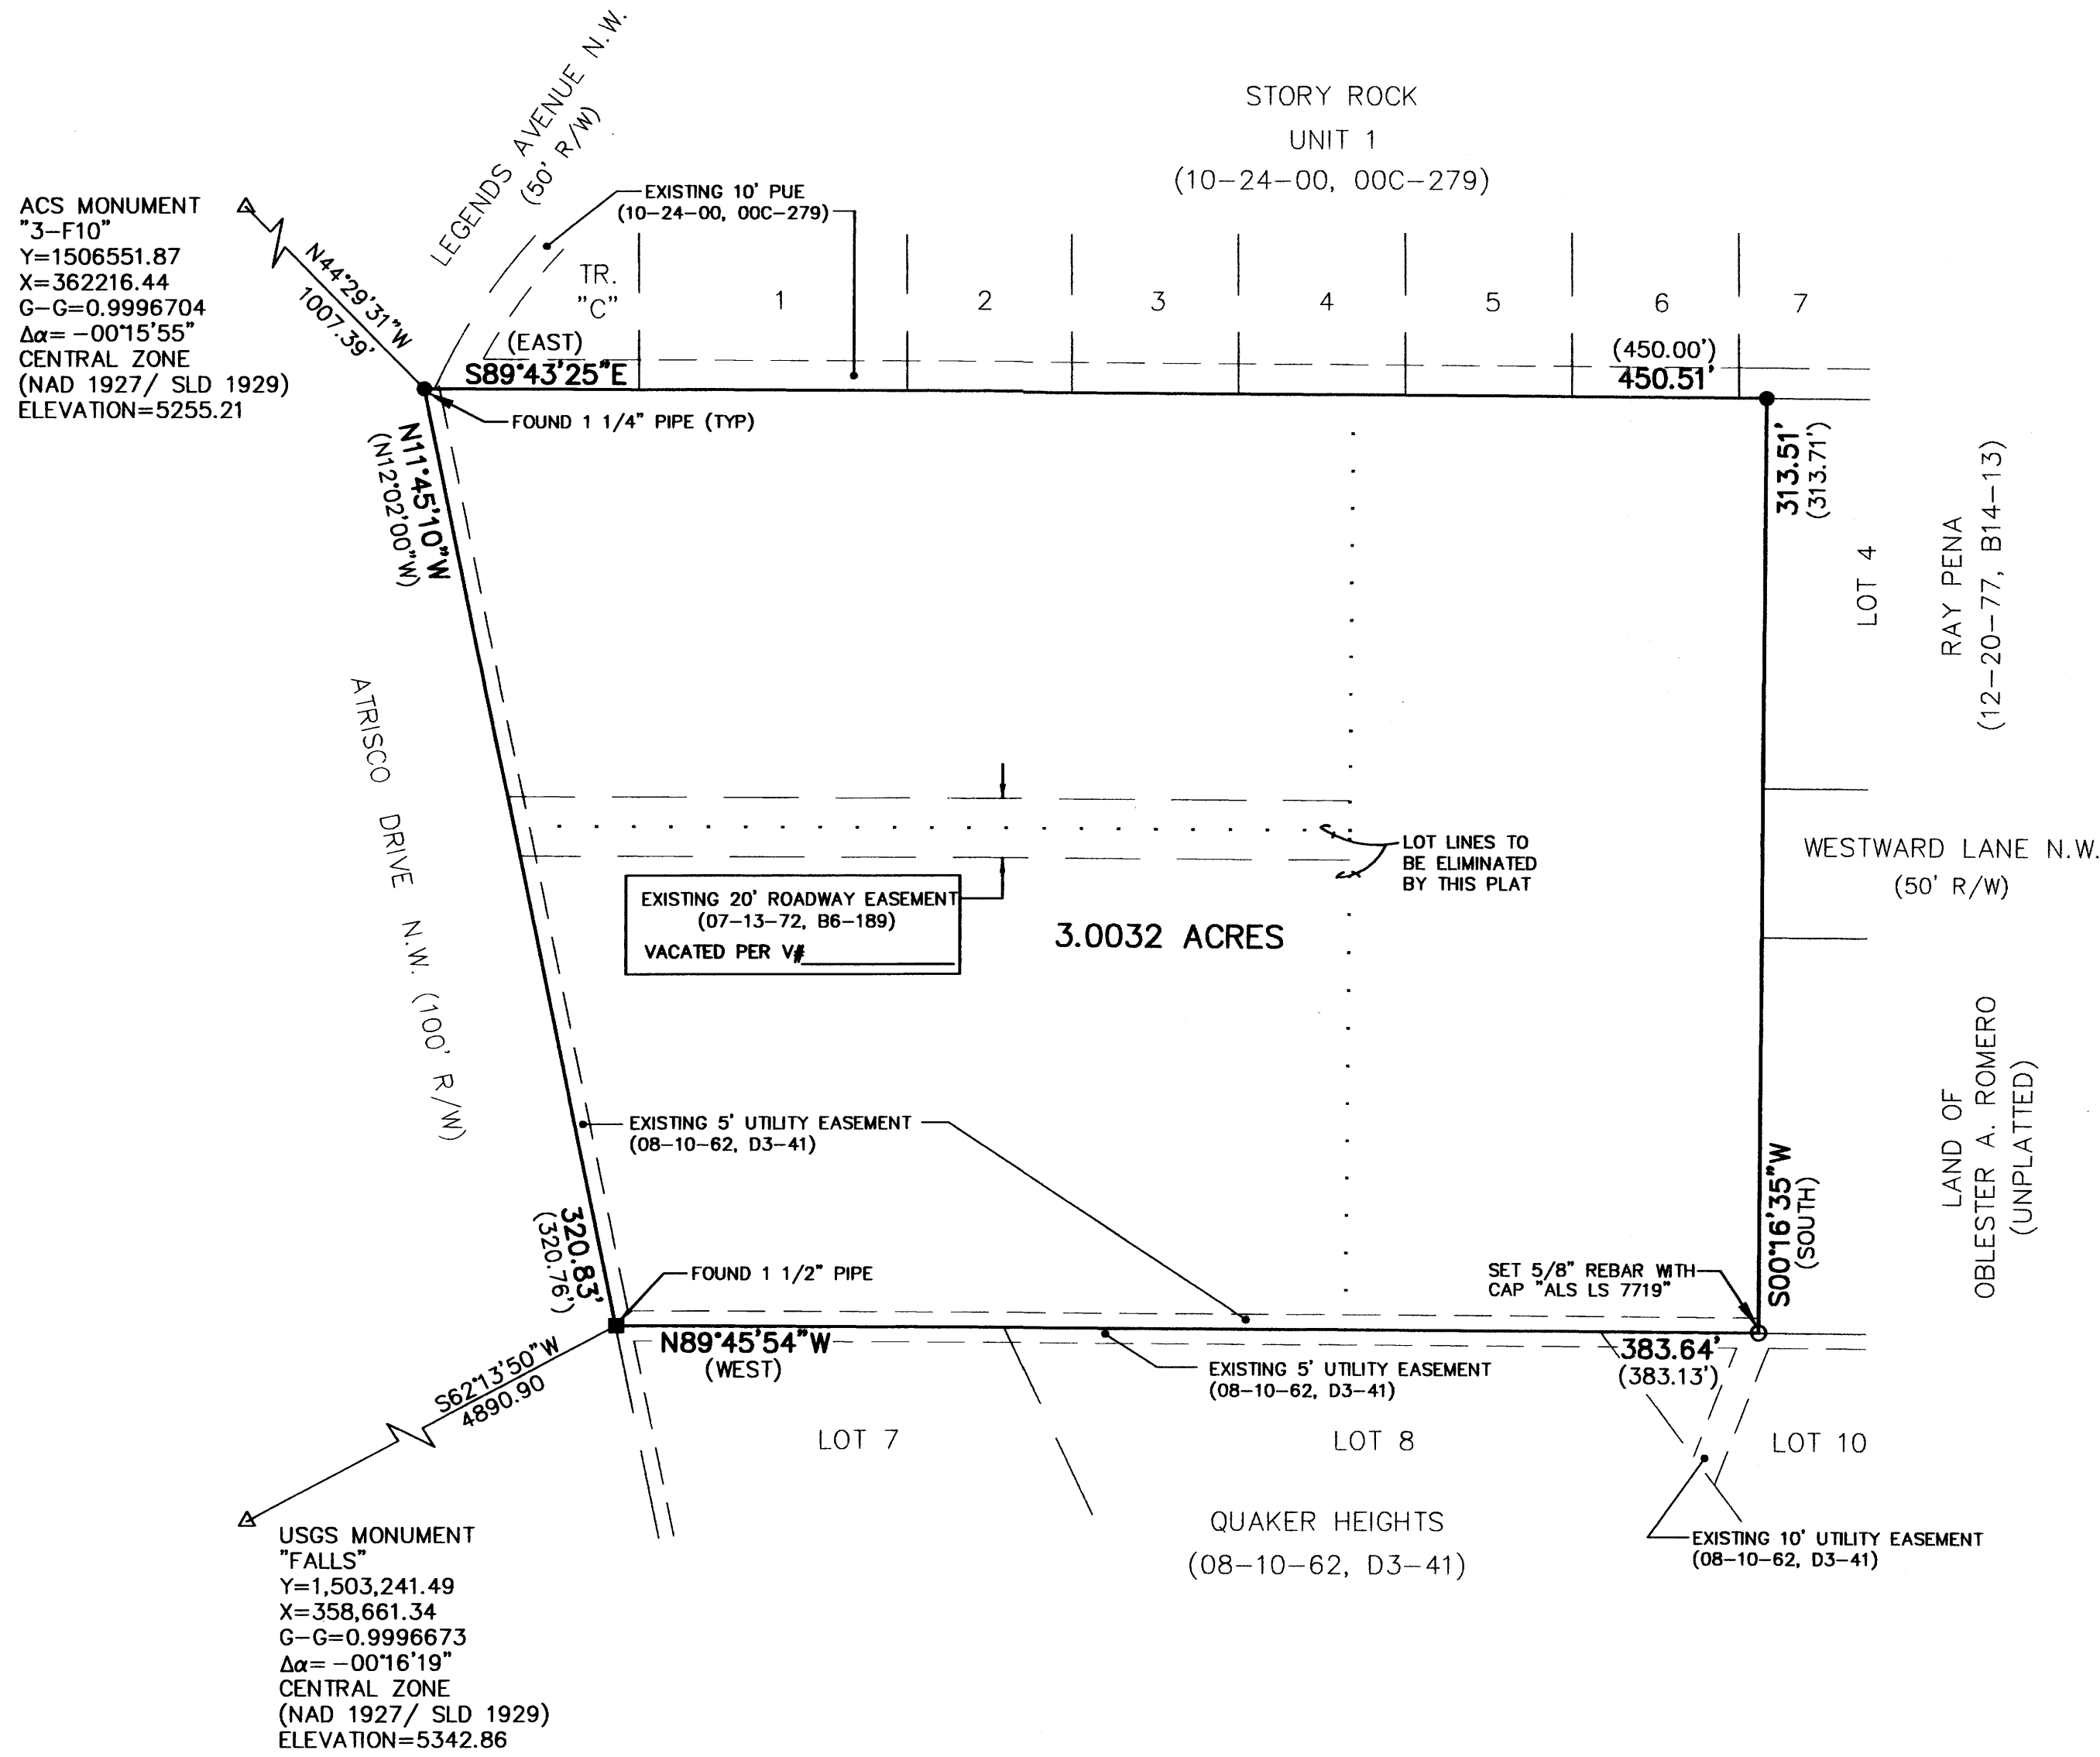 LEGENDS AVENUE N.W.
(50' R/W)
STORY ROCK
UNIT 1
(10-24-00, 00C-279)
EXISTING 10' PUE
(10-24-00, 00C-279)
ACS MONUMENT
"3-F10"
Y=1506551.87
X=362216.44
G-G=0.9996704
Δα= -00°15'55"
CENTRAL ZONE
(NAD 1927/ SLD 1929)
ELEVATION=5255.21
N44°29'31"W
1007.39'
TR.
"C"
1
2
3
4
5
6
7
(EAST)
S89°43'25"E
(450.00')
450.51'
FOUND 1 1/4" PIPE (TYP)
N11°45'10"W
(N12°02'00"W)
313.51'
(313.71')
LOT 4
RAY PENA
(12-20-77, B14-13)
ATRISCO DRIVE N.W. (100' R/W)
LOT LINES TO
BE ELIMINATED
BY THIS PLAT
WESTWARD LANE N.W.
(50' R/W)
EXISTING 20' ROADWAY EASEMENT
(07-13-72, B6-189)
VACATED PER V#
3.0032 ACRES
EXISTING 5' UTILITY EASEMENT
(08-10-62, D3-41)
LAND OF
OBLESTER A. ROMERO
(UNPLATTED)
320.83'
(320.76')
FOUND 1 1/2" PIPE
SET 5/8" REBAR WITH
CAP "ALS LS 7719"
S00°16'35"W
(SOUTH)
N89°45'54"W
(WEST)
383.64'
(383.13')
EXISTING 5' UTILITY EASEMENT
(08-10-62, D3-41)
S62°13'50"W
4890.90
LOT 7
LOT 8
LOT 10
QUAKER HEIGHTS
(08-10-62, D3-41)
EXISTING 10' UTILITY EASEMENT
(08-10-62, D3-41)
USGS MONUMENT
"FALLS"
Y=1,503,241.49
X=358,661.34
G-G=0.9996673
Δα= -00°16'19"
CENTRAL ZONE
(NAD 1927/ SLD 1929)
ELEVATION=5342.86